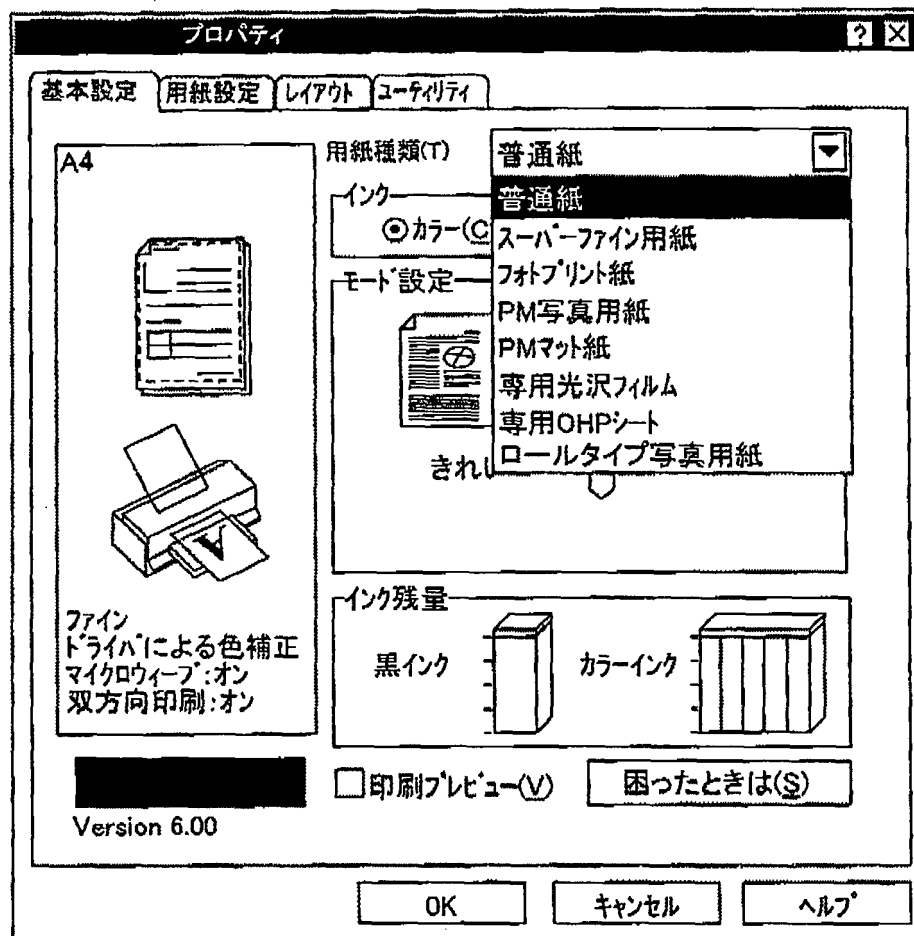 プロパティ
基本設定 用紙設定 レイアウト ユーティリティ
A4
用紙種類(T) 普通紙
普通紙
スーパーファイン用紙
フォトプリント紙
PM写真用紙
PMマット紙
専用光沢フィルム
専用OHPシート
ロールタイプ写真用紙
インク
カラー(C
モード設定
きれい
ファイン
ドライバによる色補正
マイクロウィーブ:オン
双方向印刷:オン
インク残量
黒インク カラーインク
印刷プレビュー(V) 困ったときは(S)
Version 6.00
OK キャンセル ヘルプ